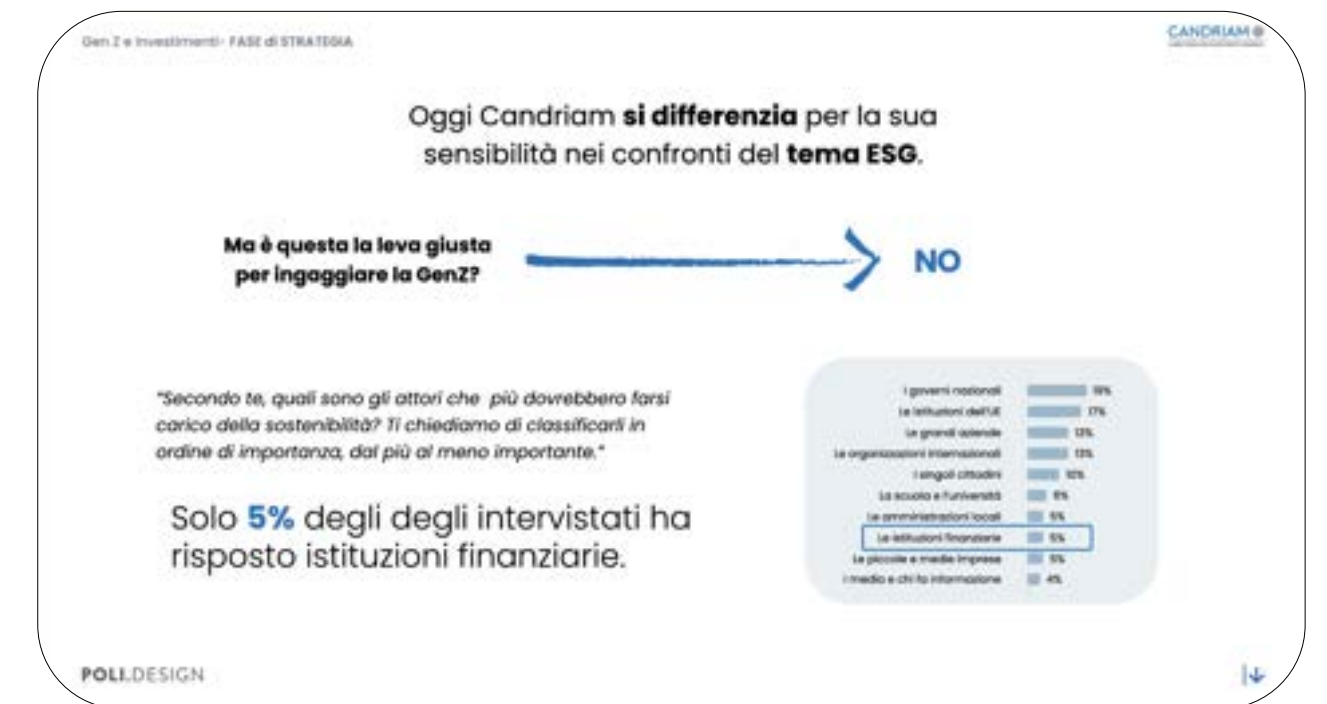 Gen Z e Investimenti- FASE di STRATEGIA
CANDRIAM
Oggi Candriam si differenzia per la sua
sensibilità nei confronti del tema ESG.
Ma è questa la leva giusta
per ingaggiare la GenZ?
NO
"Secondo te, quali sono gli attori che più dovrebbero farsi
carico della sostenibilità? Ti chiediamo di classificarli in
ordine di importanza, dal più al meno importante."
Solo 5% degli degli intervistati ha
risposto istituzioni finanziarie.
I governi nazionali
Le istituzioni dell'UE 17%
Le grandi aziende 13%
Le organizzazioni internazionali 13%
I singoli cittadini 10%
La scuola e l'università
Le amministrazioni locali 5%
Le istituzioni finanziarie 5%
Le piccole e medie imprese 5%
I media e chi fa informazione 4%
POLI.DESIGN